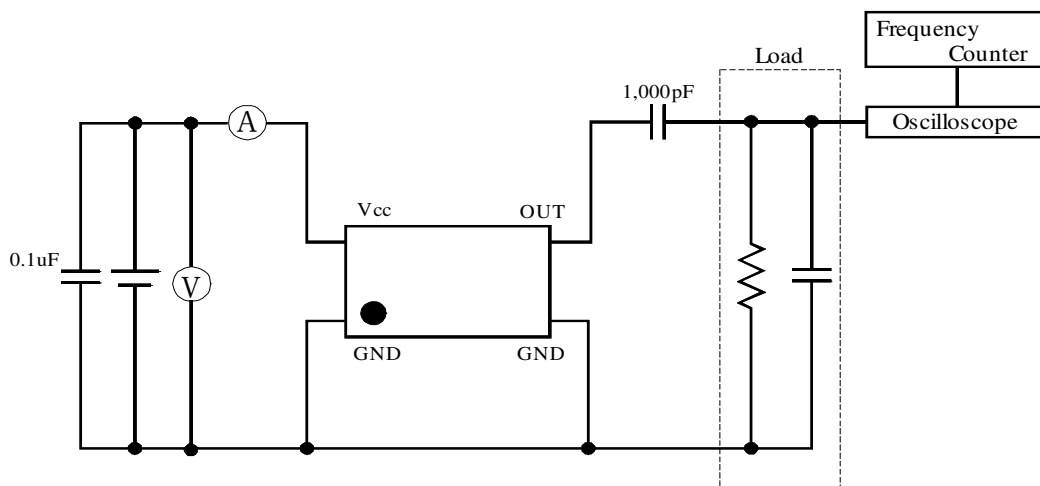 Frequency
Counter
Load
1,000pF
Oscilloscope
A
Vcc
OUT
0.1uF
V
GND
GND